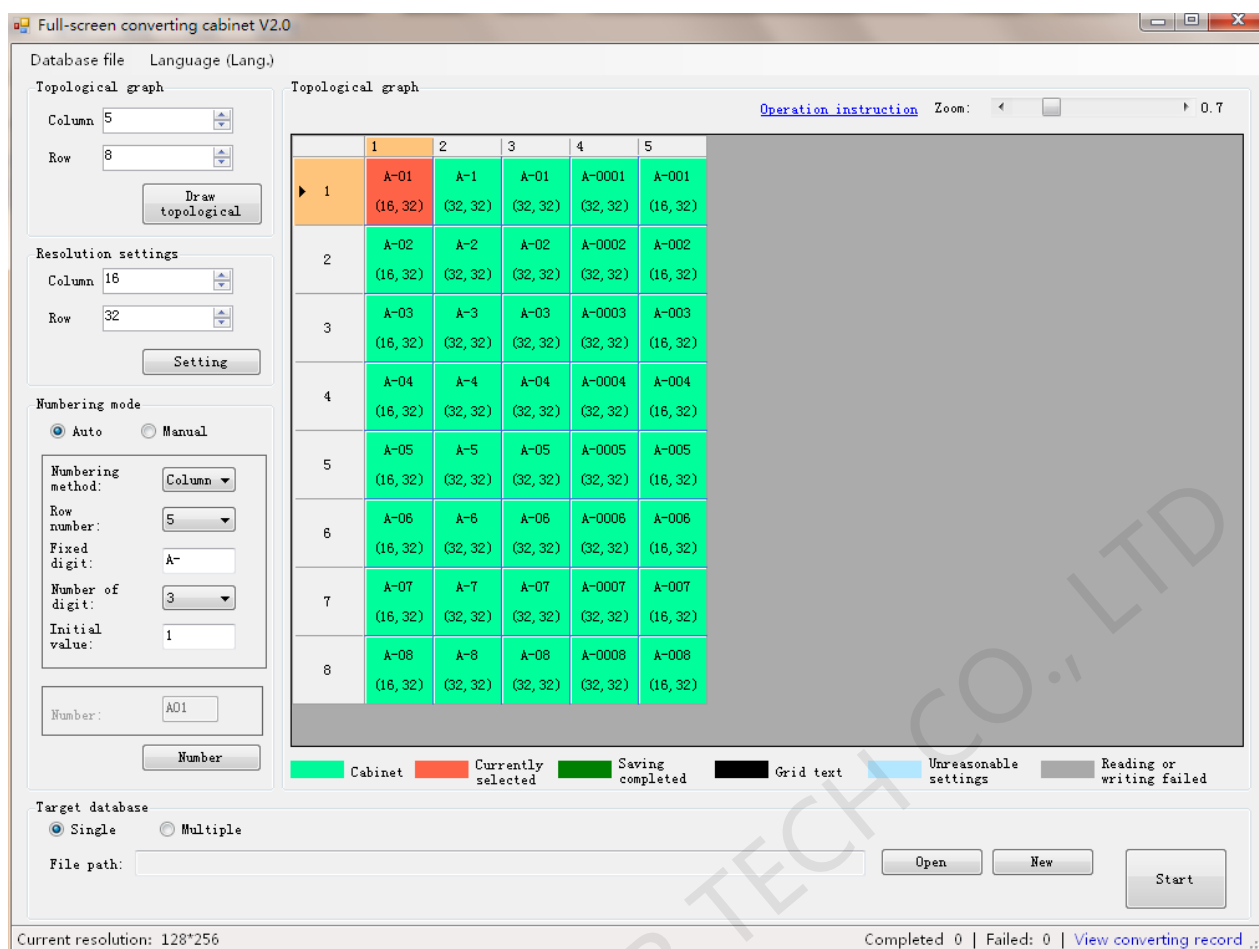 Full-screen converting cabinet V2.0
Database file Language (Lang.)
Topological graph
Column 5
Row 8
Draw
topological
Resolution settings
Column 16
Row 32
Setting
Numbering mode
Auto Manual
Numbering
method: Column
Row
number: 5
Fixed
digit: A-
Number of
digit: 3
Initial
value: 1
Number: A01
Number
Topological graph
Operation instruction Zoom: 0.7
1 2 3 4 5
1 A-01 A-1 A-01 A-0001 A-001
(16, 32) (32, 32) (32, 32) (32, 32) (16, 32)
2 A-02 A-2 A-02 A-0002 A-002
(16, 32) (32, 32) (32, 32) (32, 32) (16, 32)
3 A-03 A-3 A-03 A-0003 A-003
(16, 32) (32, 32) (32, 32) (32, 32) (16, 32)
4 A-04 A-4 A-04 A-0004 A-004
(16, 32) (32, 32) (32, 32) (32, 32) (16, 32)
5 A-05 A-5 A-05 A-0005 A-005
(16, 32) (32, 32) (32, 32) (32, 32) (16, 32)
6 A-06 A-6 A-06 A-0006 A-006
(16, 32) (32, 32) (32, 32) (32, 32) (16, 32)
7 A-07 A-7 A-07 A-0007 A-007
(16, 32) (32, 32) (32, 32) (32, 32) (16, 32)
8 A-08 A-8 A-08 A-0008 A-008
(16, 32) (32, 32) (32, 32) (32, 32) (16, 32)
Cabinet Currently selected Saving completed Grid text Unreasonable settings Reading or writing failed
Target database
Single Multiple
File path: Open New
Start
Current resolution: 128*256 Completed 0 | Failed: 0 | View converting record
TECH CO., LTD